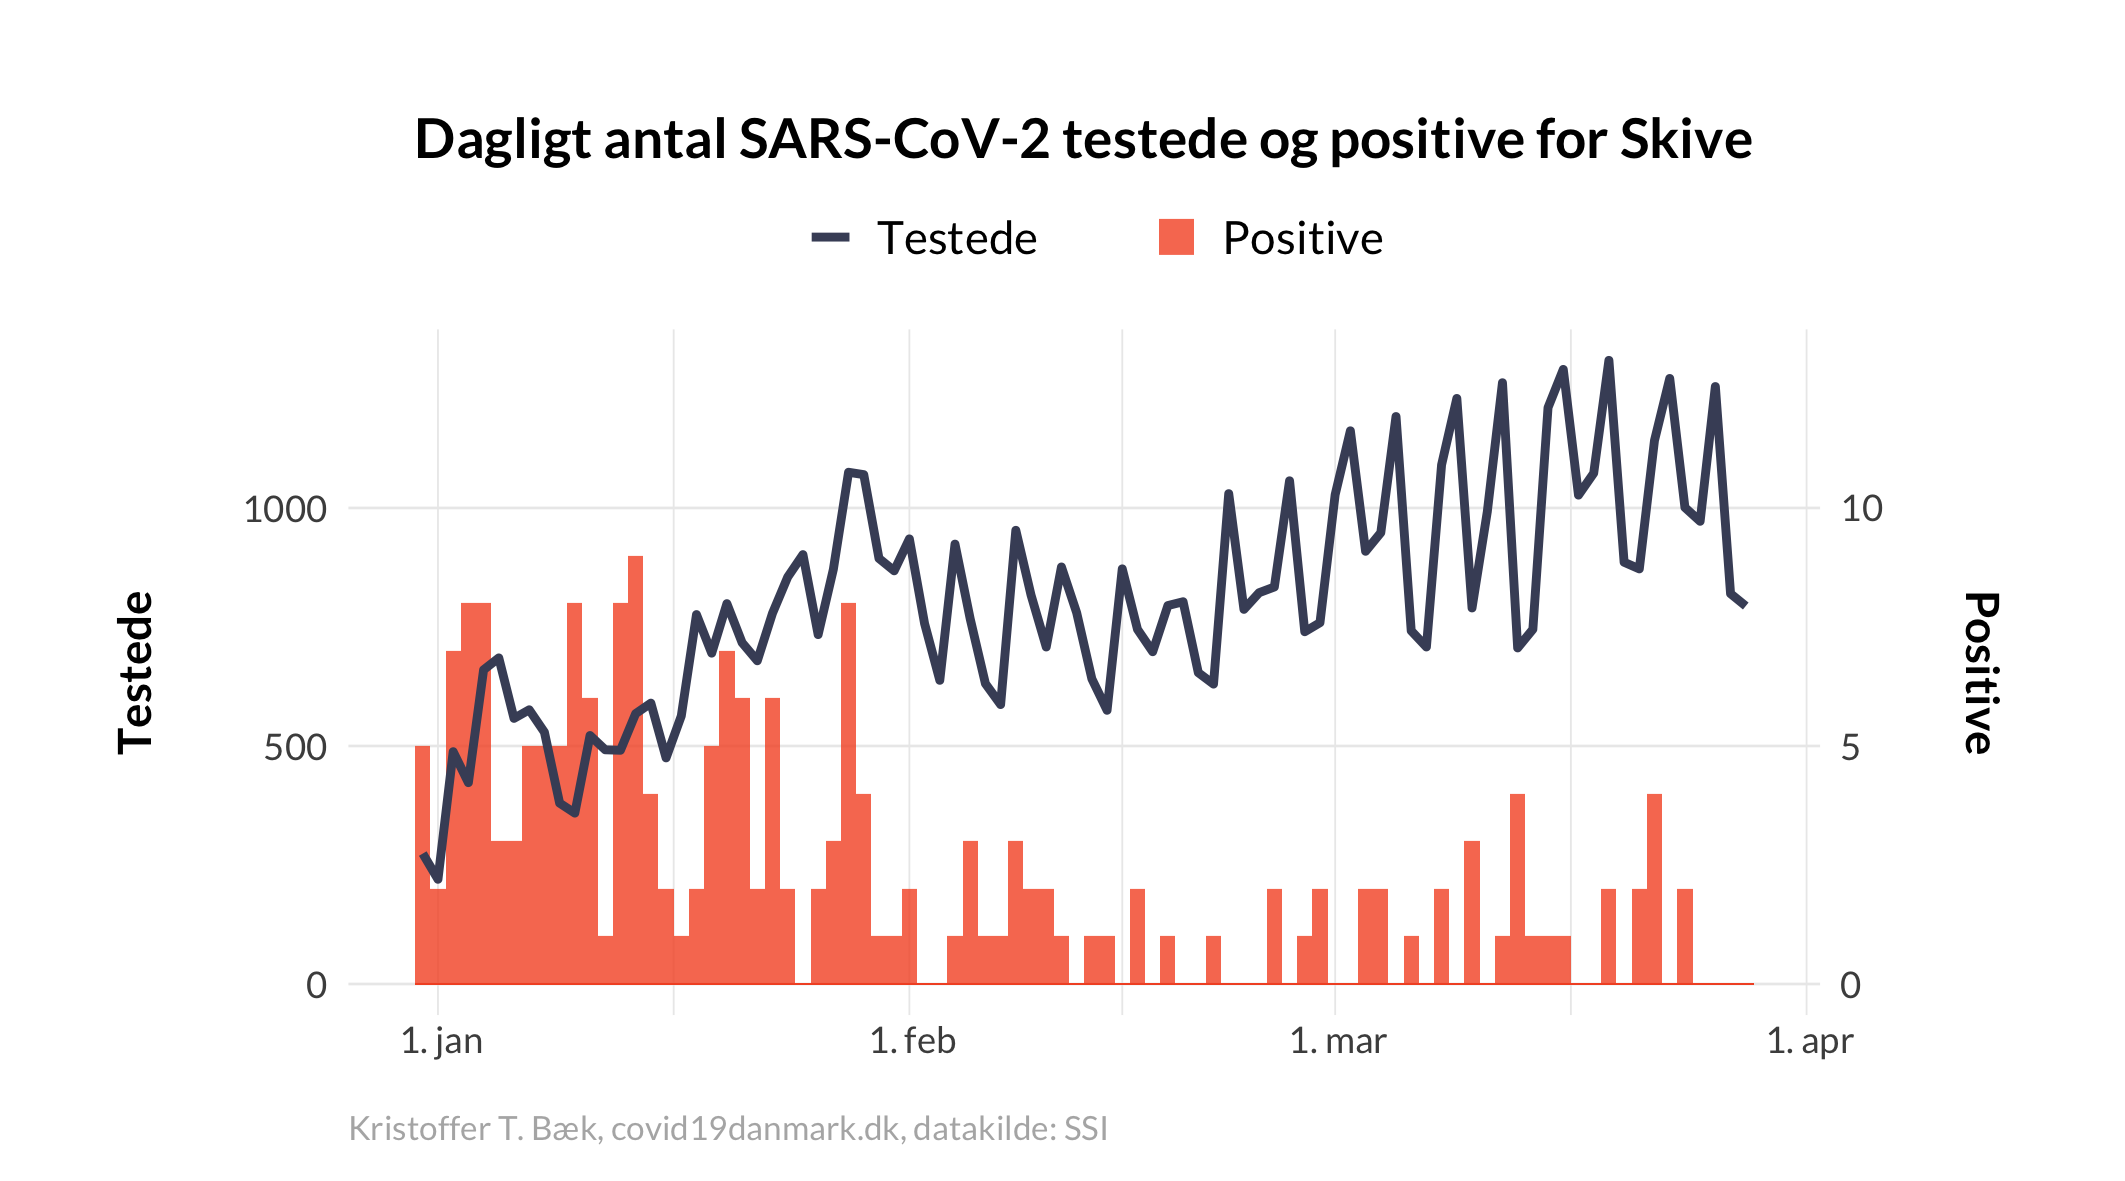 Dagligt antal SARS-CoV-2 testede og positive for Skive
Testede
Positive
Testede
1000
500
0
10
5
0
Positive
1. jan
1. feb
1. mar
1. apr
Kristoffer T. Bæk, covid19danmark.dk, datakilde: SSI